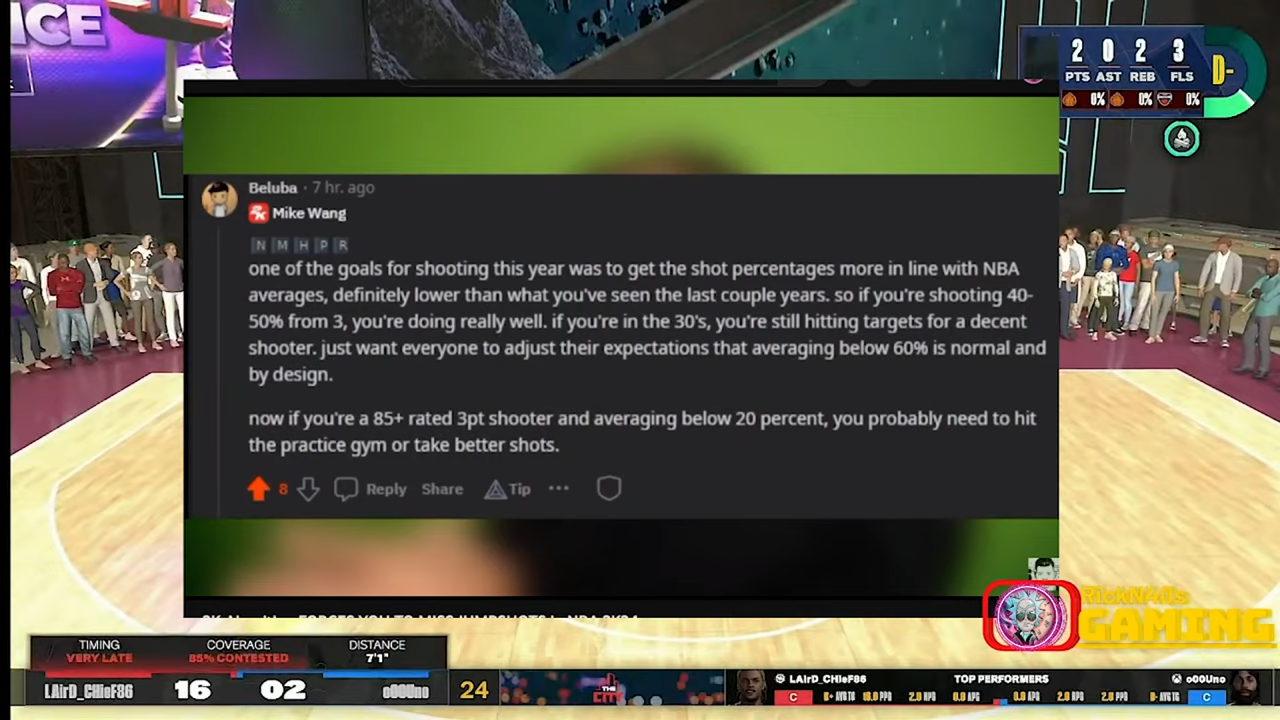 ICE
2 0 2 3
PTS AST REB FLS
D-
0% 0% 0%
Beluba · 7 hr. ago
2K Mike Wang
N M H P R
one of the goals for shooting this year was to get the shot percentages more in line with NBA
averages, definitely lower than what you've seen the last couple years. so if you're shooting 40-
50% from 3, you're doing really well. if you're in the 30's, you're still hitting targets for a decent
shooter. just want everyone to adjust their expectations that averaging below 60% is normal and
by design.
now if you're a 85+ rated 3pt shooter and averaging below 20 percent, you probably need to hit
the practice gym or take better shots.
8 Reply Share Tip ...
GAMING
TIMING COVERAGE DISTANCE
VERY LATE 85% CONTESTED 7'1"
LAIrD_CHIeF86 16 02 o00Uno 24
THE CITY
LAIrD_CHIeF86 TOP PERFORMERS o00Uno
C C